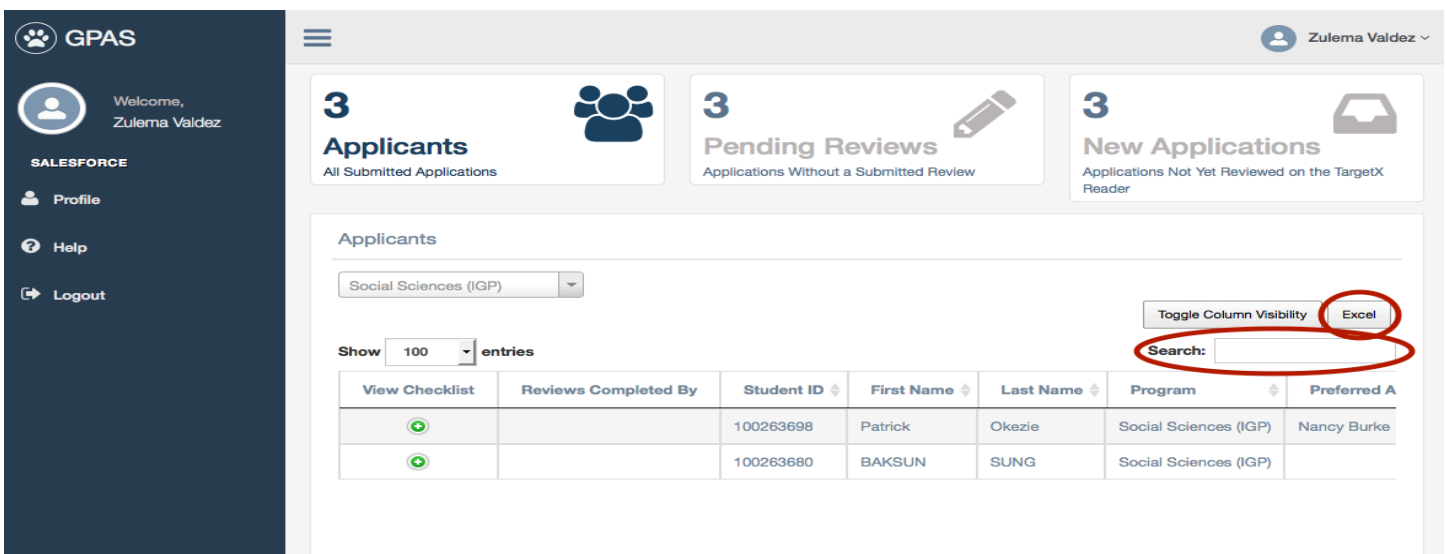 GPAS
Zulema Valdez
Welcome,
Zulema Valdez
SALESFORCE
Profile
Help
Logout
3
Applicants
All Submitted Applications
3
Pending Reviews
Applications Without a Submitted Review
3
New Applications
Applications Not Yet Reviewed on the TargetX
Reader
Applicants
Social Sciences (IGP)
Toggle Column Visibility Excel
Show 100 entries Search:
View Checklist Reviews Completed By Student ID First Name Last Name Program Preferred A
100263698 Patrick Okezie Social Sciences (IGP) Nancy Burke
100263680 BAKSUN SUNG Social Sciences (IGP)